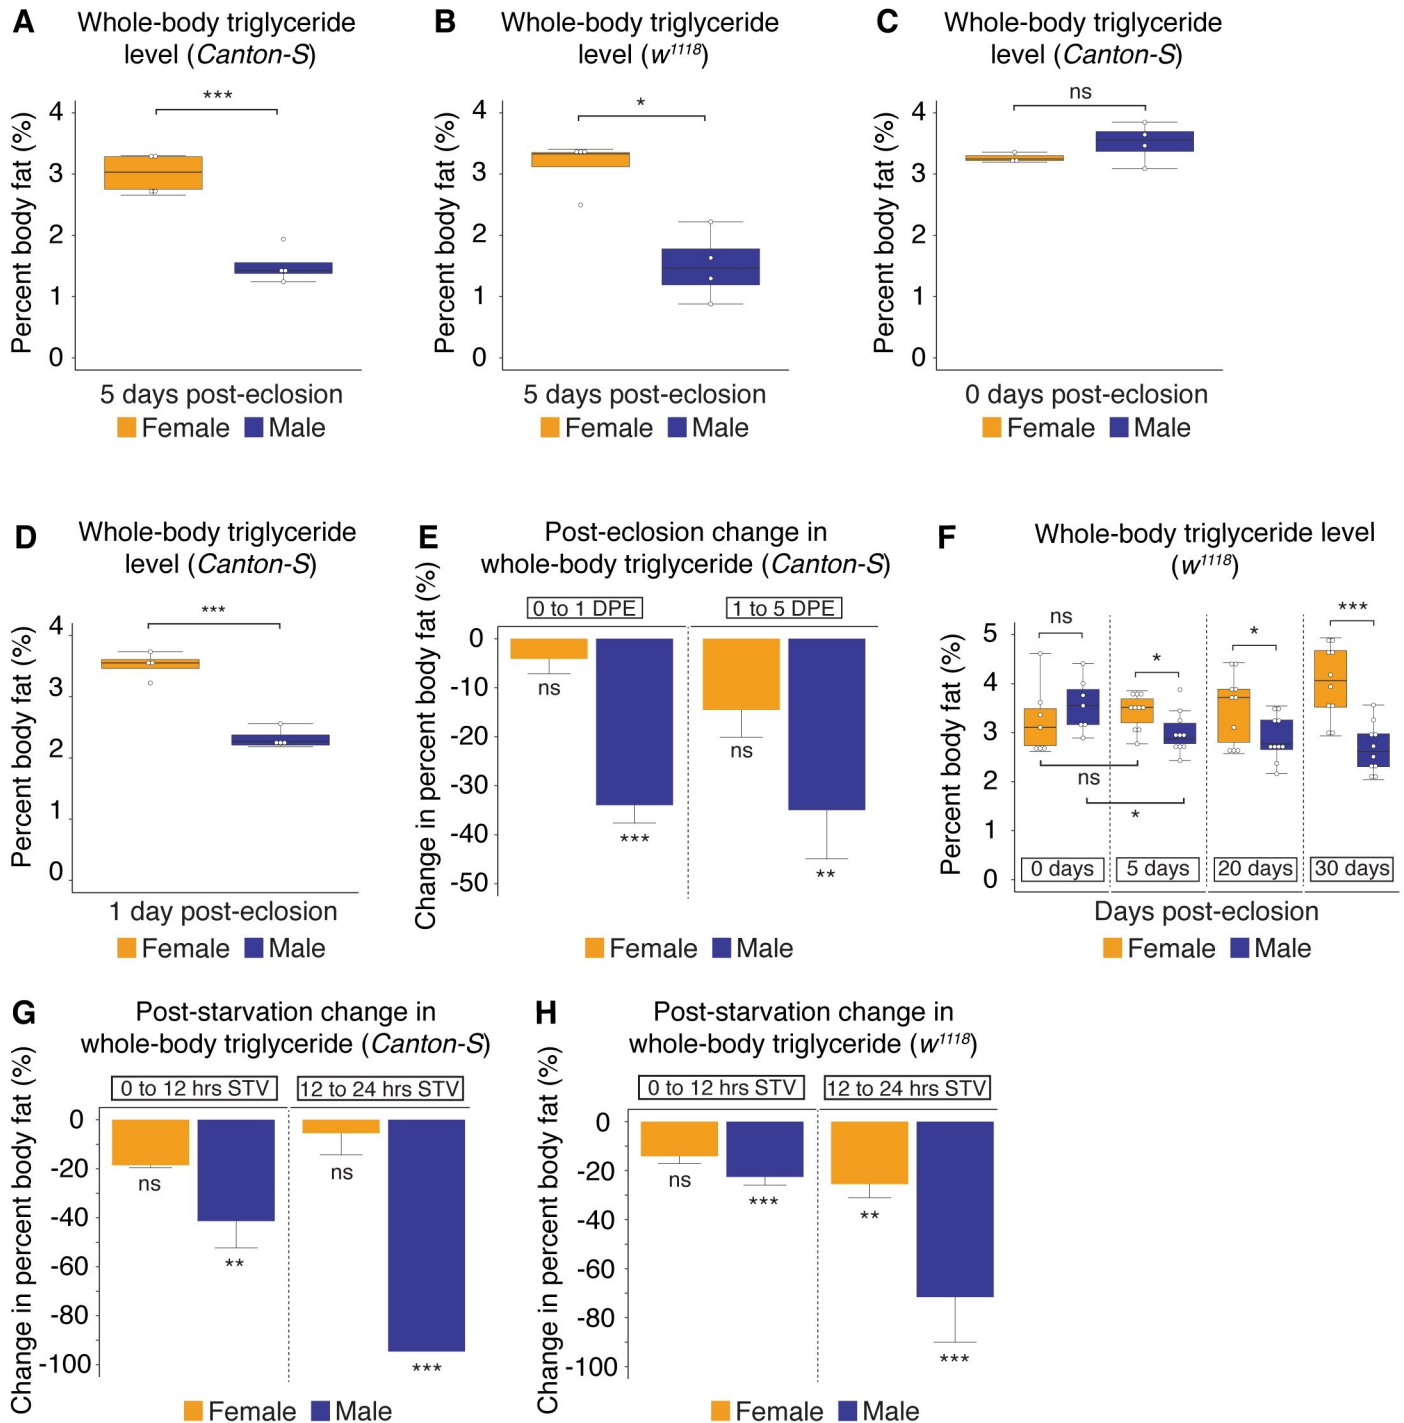 A
Whole-body triglyceride
level (Canton-S)
Percent body fat (%)
4
3
2
1
0
***
5 days post-eclosion
Female Male
B
Whole-body triglyceride
level (w1118)
Percent body fat (%)
4
3
2
1
0
*
5 days post-eclosion
Female Male
C
Whole-body triglyceride
level (Canton-S)
Percent body fat (%)
4
3
2
1
0
ns
0 days post-eclosion
Female Male
D
Whole-body triglyceride
level (Canton-S)
Percent body fat (%)
4
3
2
1
0
***
1 day post-eclosion
Female Male
E
Post-eclosion change in
whole-body triglyceride (Canton-S)
Change in percent body fat (%)
0 to 1 DPE 1 to 5 DPE
0
-10
-20
-30
-40
-50
ns
***
ns
**
Female Male
F
Whole-body triglyceride level
(w1118)
Percent body fat (%)
5
4
3
2
1
0
ns
*
*
***
ns
*
0 days 5 days 20 days 30 days
Days post-eclosion
Female Male
G
Post-starvation change in
whole-body triglyceride (Canton-S)
Change in percent body fat (%)
0 to 12 hrs STV 12 to 24 hrs STV
0
-20
-40
-60
-80
-100
ns
**
ns
***
Female Male
H
Post-starvation change in
whole-body triglyceride (w1118)
Change in percent body fat (%)
0 to 12 hrs STV 12 to 24 hrs STV
0
-20
-40
-60
-80
-100
ns
***
**
***
Female Male